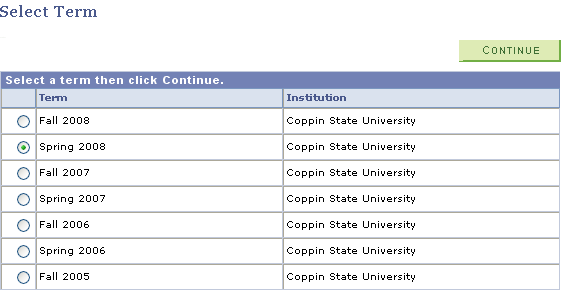 Select Term
CONTINUE
Select a term then click Continue.
Term Institution
Fall 2008 Coppin State University
Spring 2008 Coppin State University
Fall 2007 Coppin State University
Spring 2007 Coppin State University
Fall 2006 Coppin State University
Spring 2006 Coppin State University
Fall 2005 Coppin State University